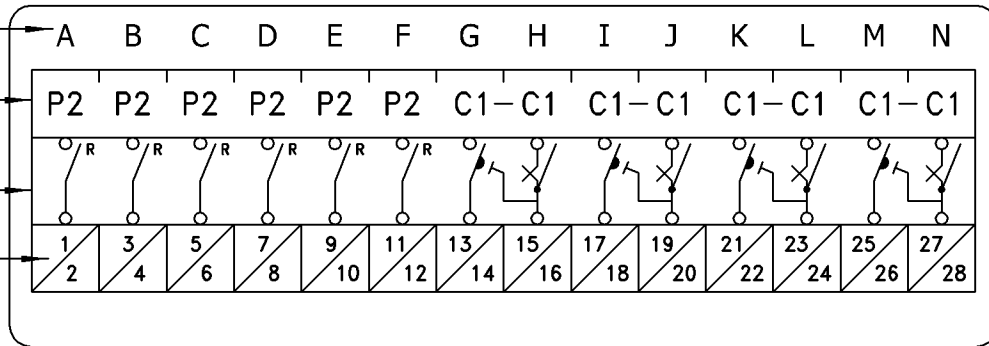 A B C D E F G H I J K L M N
P2 P2 P2 P2 P2 P2 C1-C1 C1-C1 C1-C1 C1-C1
R R R R R R
1 3 5 7 9 11 13 15 17 19 21 23 25 27
2 4 6 8 10 12 14 16 18 20 22 24 26 28